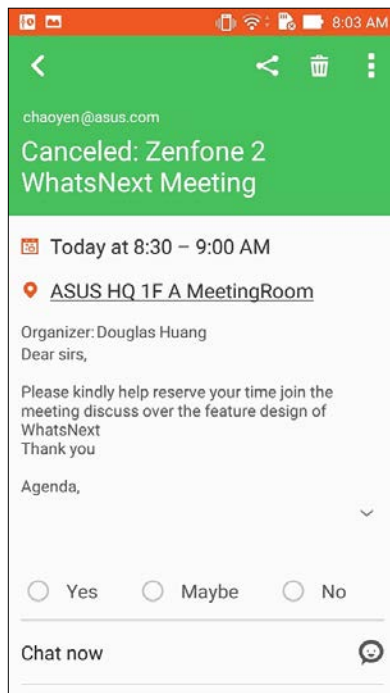 8:03 AM
chaoyen@asus.com
Canceled: Zenfone 2
WhatsNext Meeting
Today at 8:30 – 9:00 AM
ASUS HQ 1F A MeetingRoom
Organizer: Douglas Huang
Dear sirs,
Please kindly help reserve your time join the
meeting discuss over the feature design of
WhatsNext
Thank you
Agenda,
Yes Maybe No
Chat now